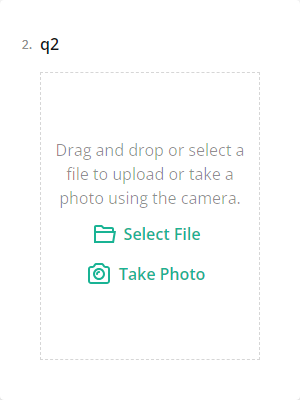 2. q2
Drag and drop or select a
file to upload or take a
photo using the camera.
Select File
Take Photo